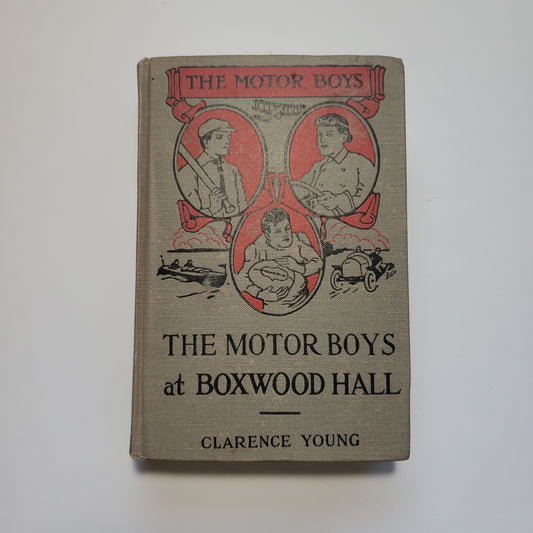 THE MOTOR BOYS
THE MOTOR BOYS
at BOXWOOD HALL
CLARENCE YOUNG